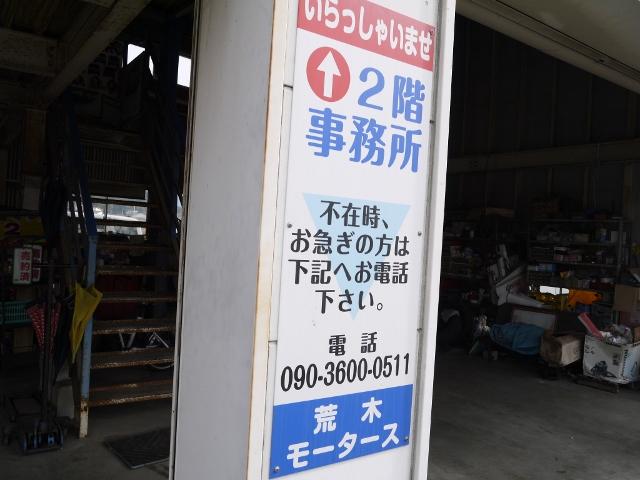 いらっしゃいませ
2階
事務所
不在時、
お急ぎの方は
下記へお電話
下さい。
電話
090-3600-0511
荒木
モータース